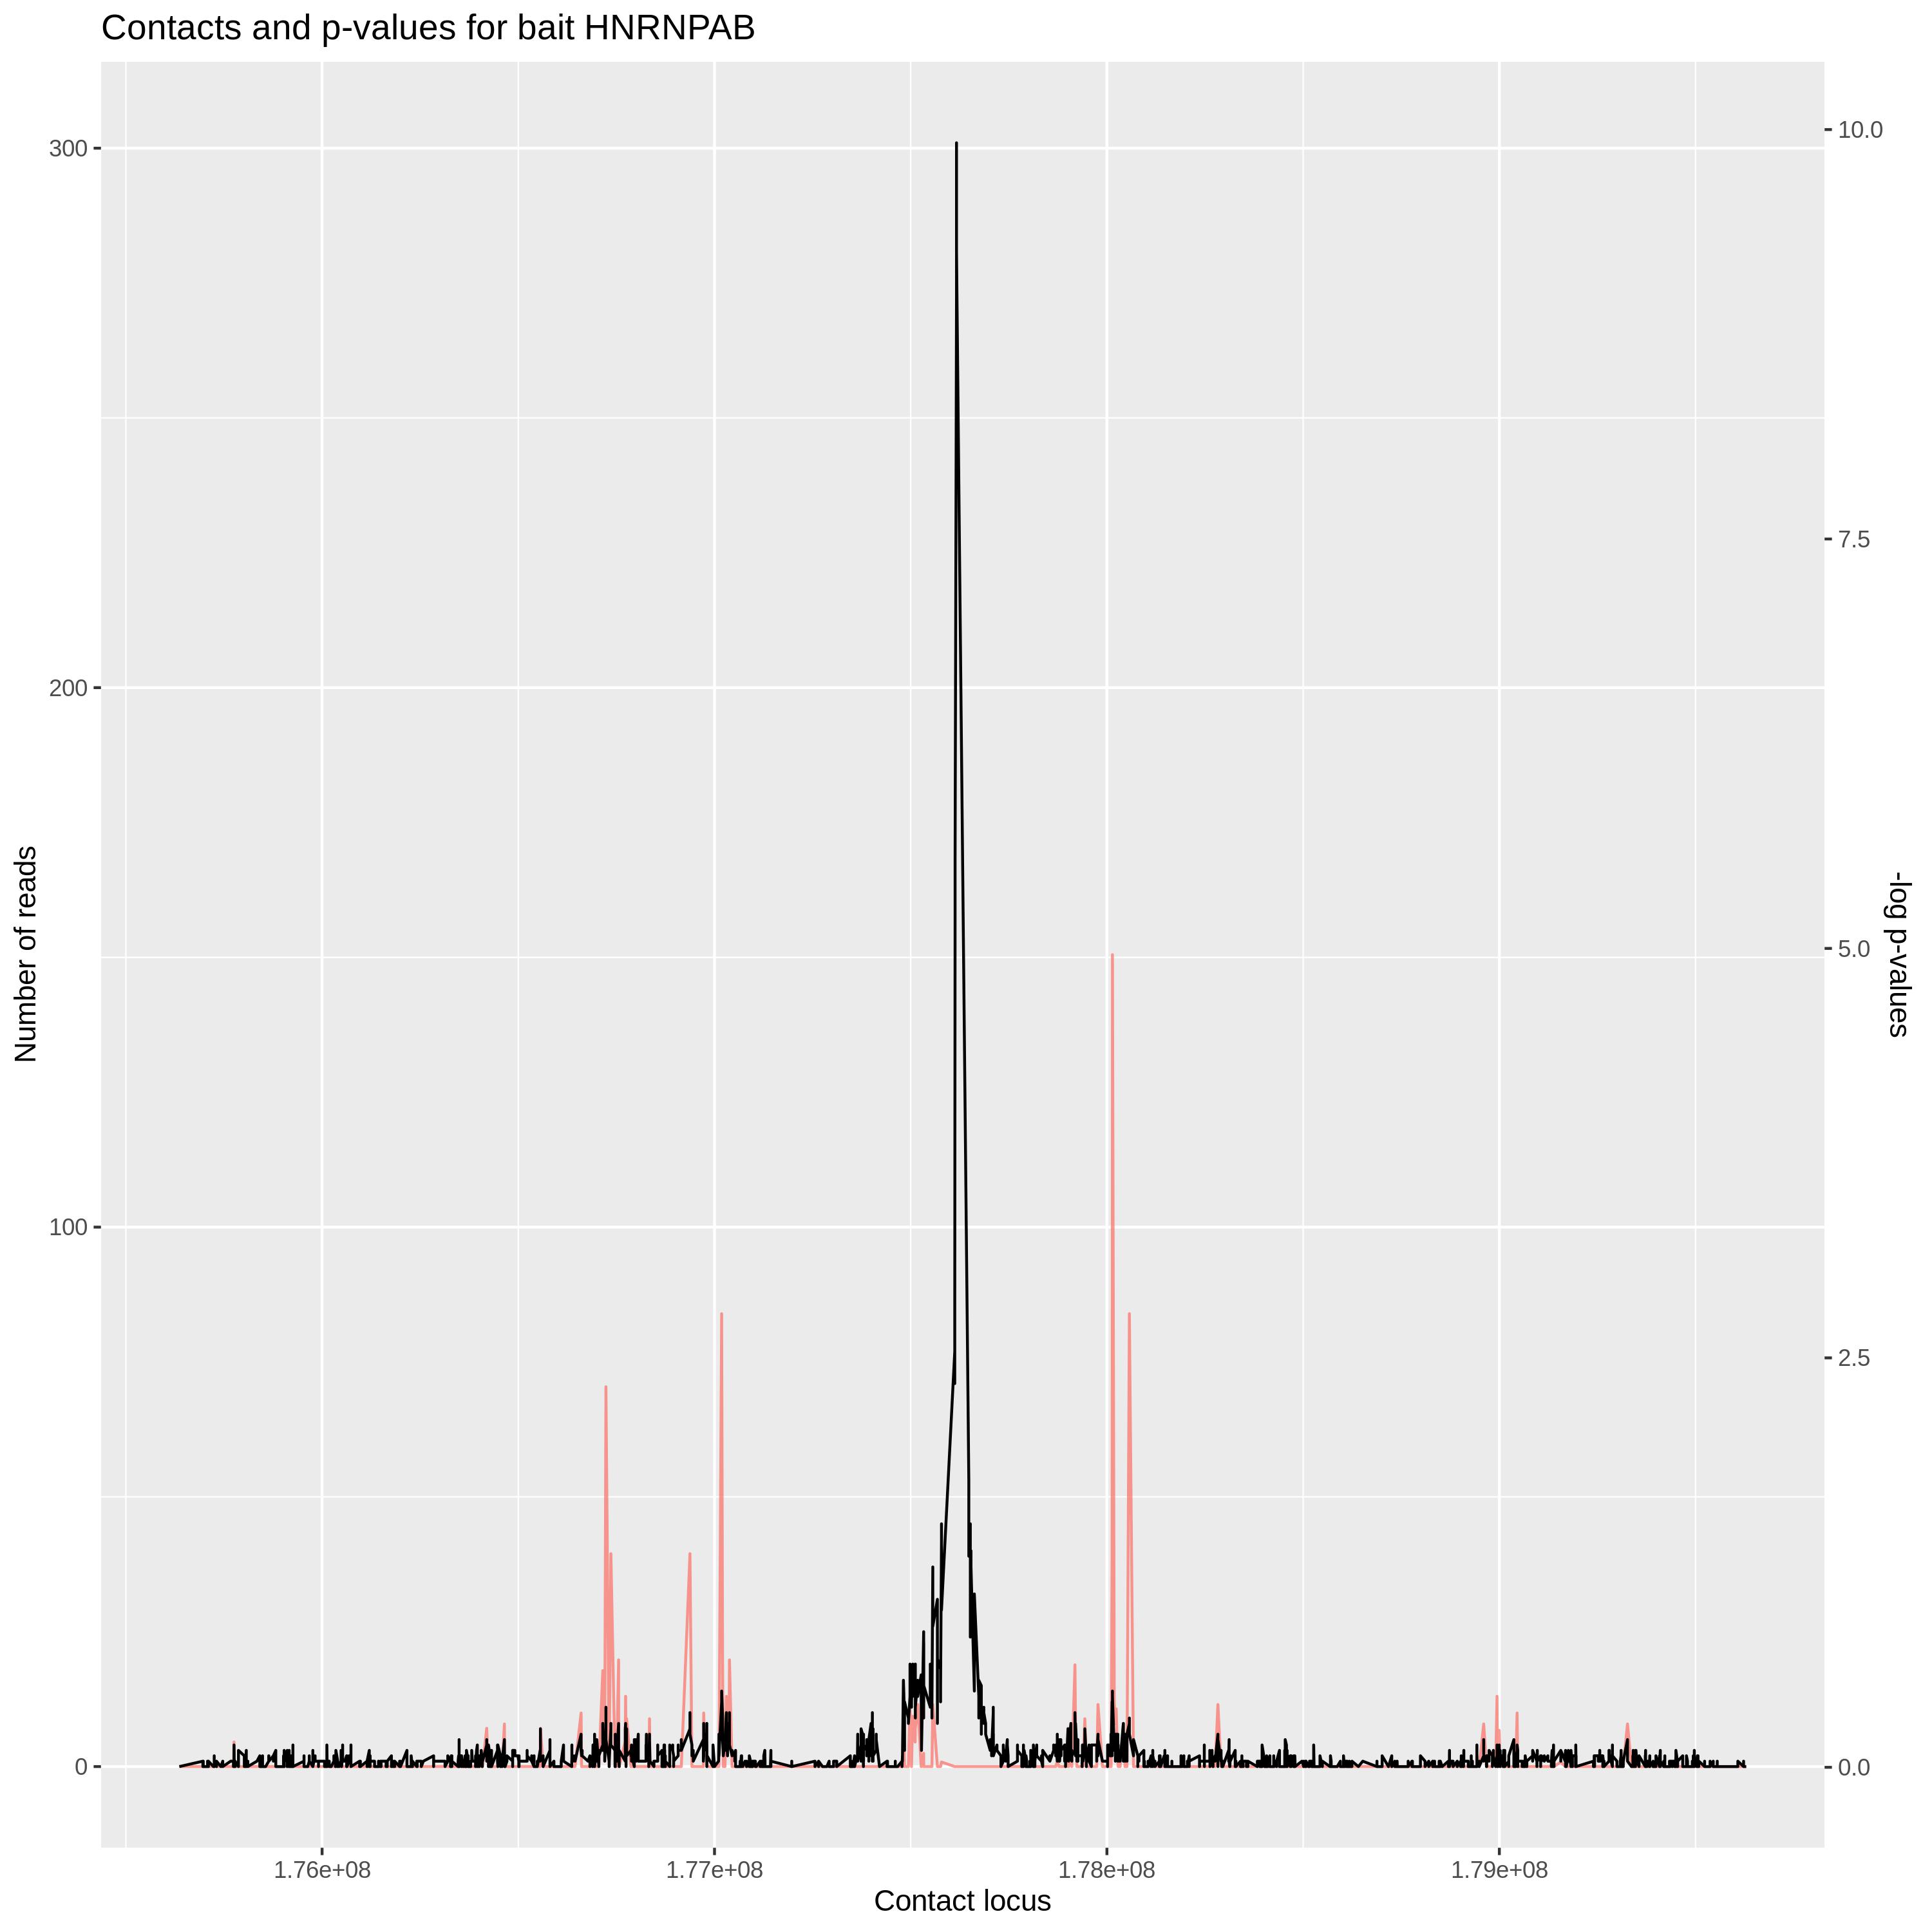 Contacts and p-values for bait HNRNPAB
300
200
100
0
Number of reads
10.0
7.5
5.0
2.5
0.0
-log p-values
1.76e+08
1.77e+08
1.78e+08
1.79e+08
Contact locus